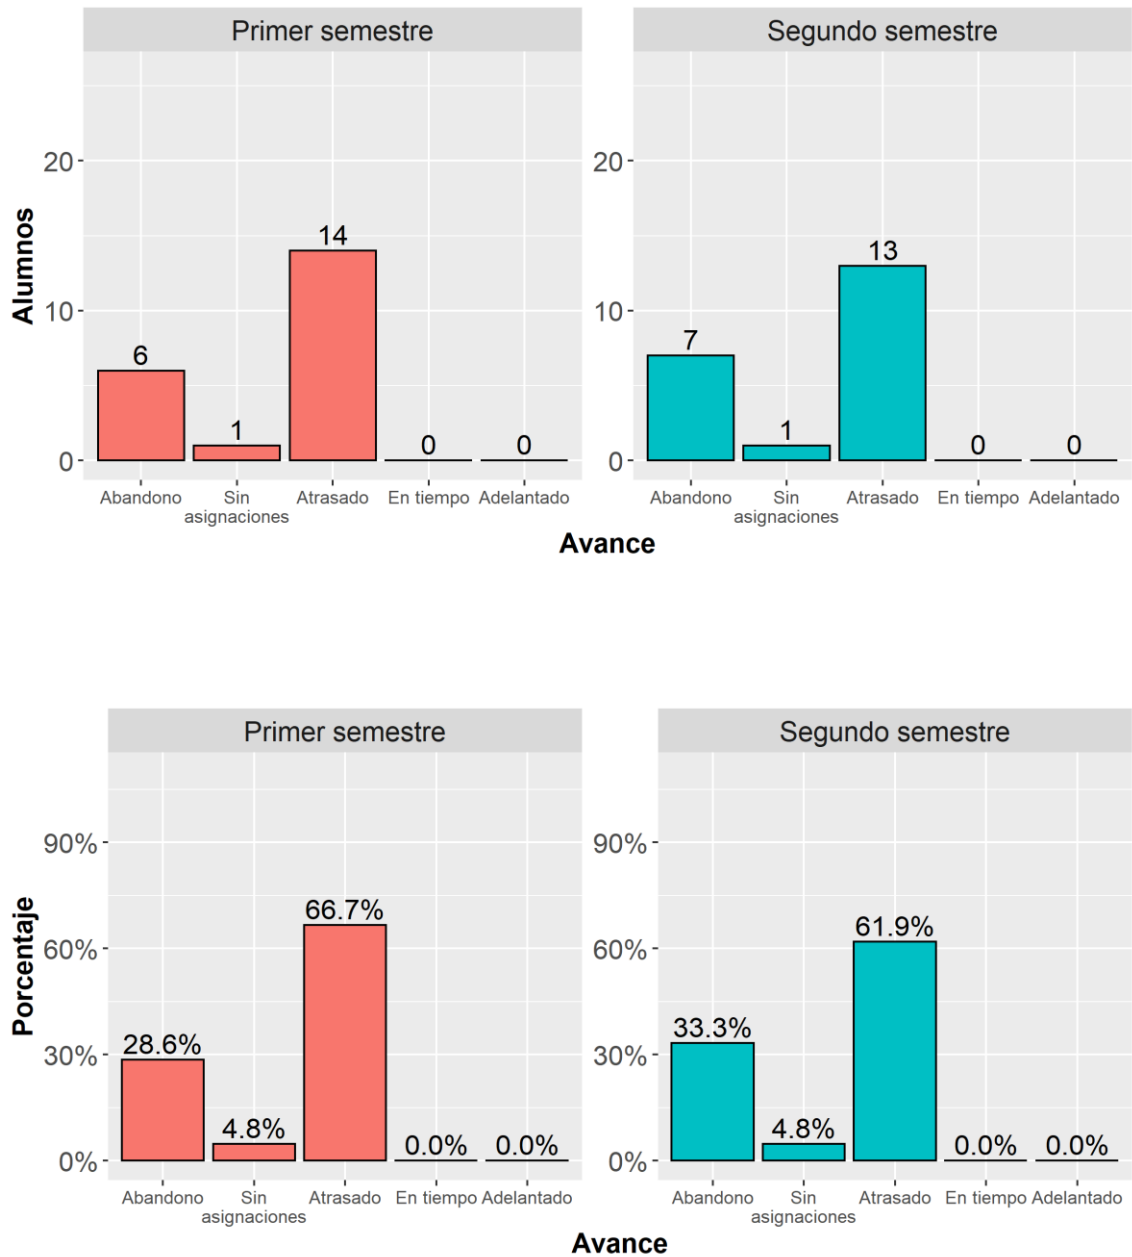 Primer semestre
Segundo semestre
Alumnos
20
10
0
6
1
14
0
0
20
10
0
7
1
13
0
0
Abandono
Sin
asignaciones
Atrasado
En tiempo
Adelantado
Abandono
Sin
asignaciones
Atrasado
En tiempo
Adelantado
Avance
Primer semestre
Segundo semestre
Porcentaje
90%
60%
30%
0%
28.6%
4.8%
66.7%
0.0%
0.0%
90%
60%
30%
0%
33.3%
4.8%
61.9%
0.0%
0.0%
Abandono
Sin
asignaciones
Atrasado
En tiempo
Adelantado
Abandono
Sin
asignaciones
Atrasado
En tiempo
Adelantado
Avance